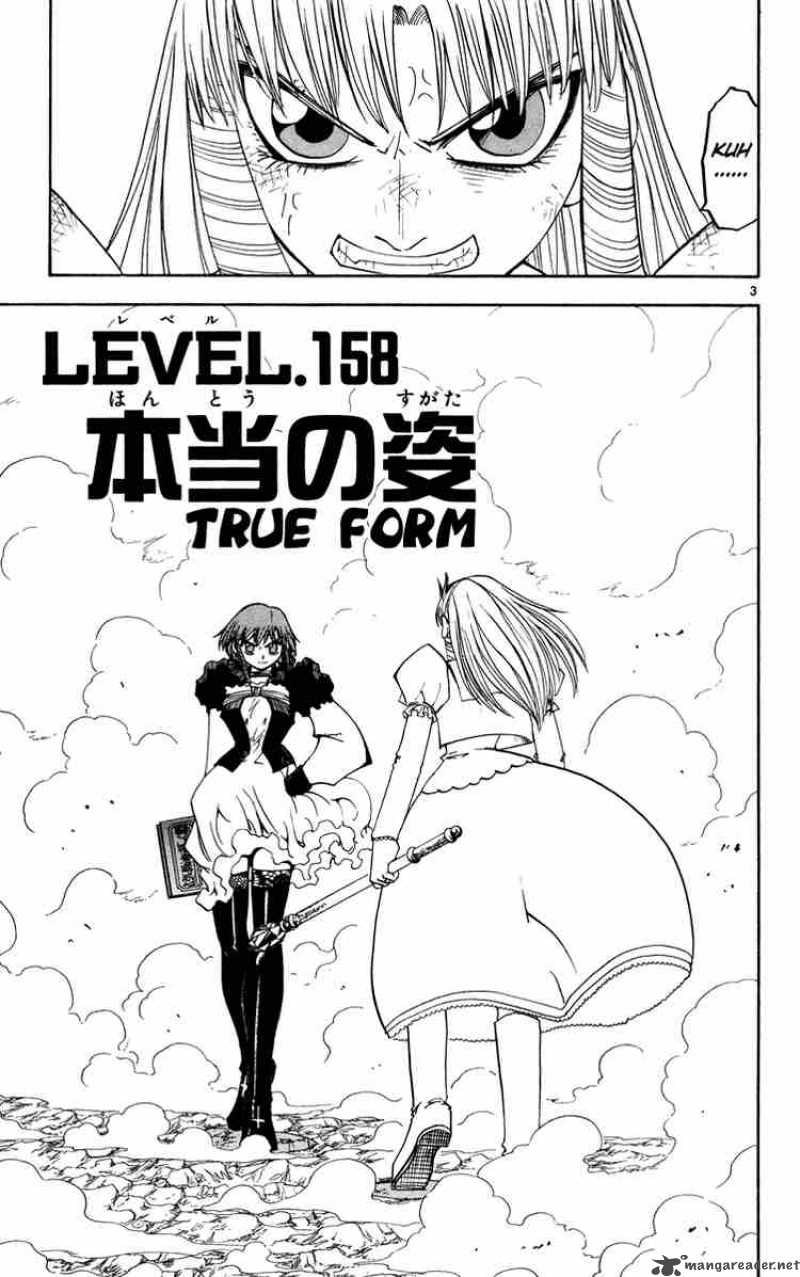 KUH
......
3
レベル
LEVEL.158
ほんとう すがた
本当の姿
TRUE FORM
mangareader.net